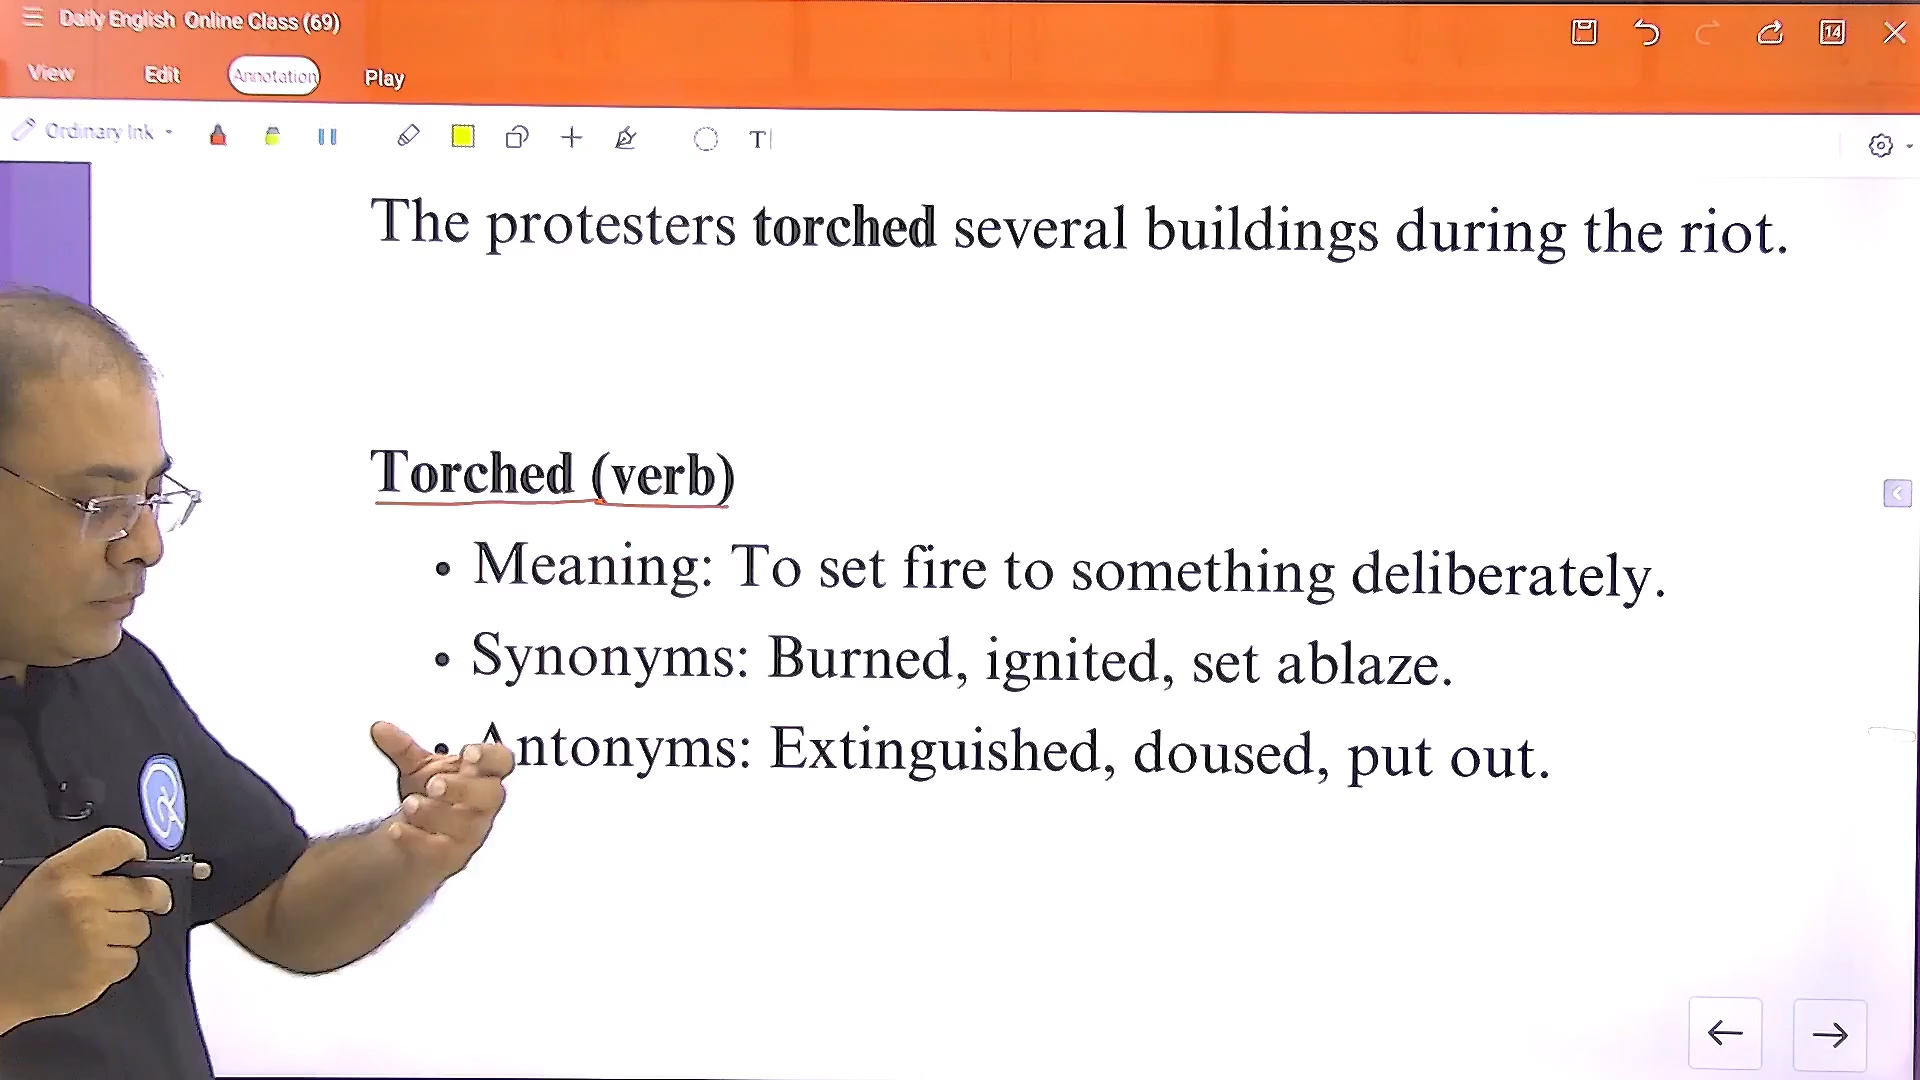 Daily English Online Class (69)
14
View Edit Annotation Play
Ordinary Ink
T
The protesters torched several buildings during the riot.
Torched (verb)
• Meaning: To set fire to something deliberately.
• Synonyms: Burned, ignited, set ablaze.
• Antonyms: Extinguished, doused, put out.